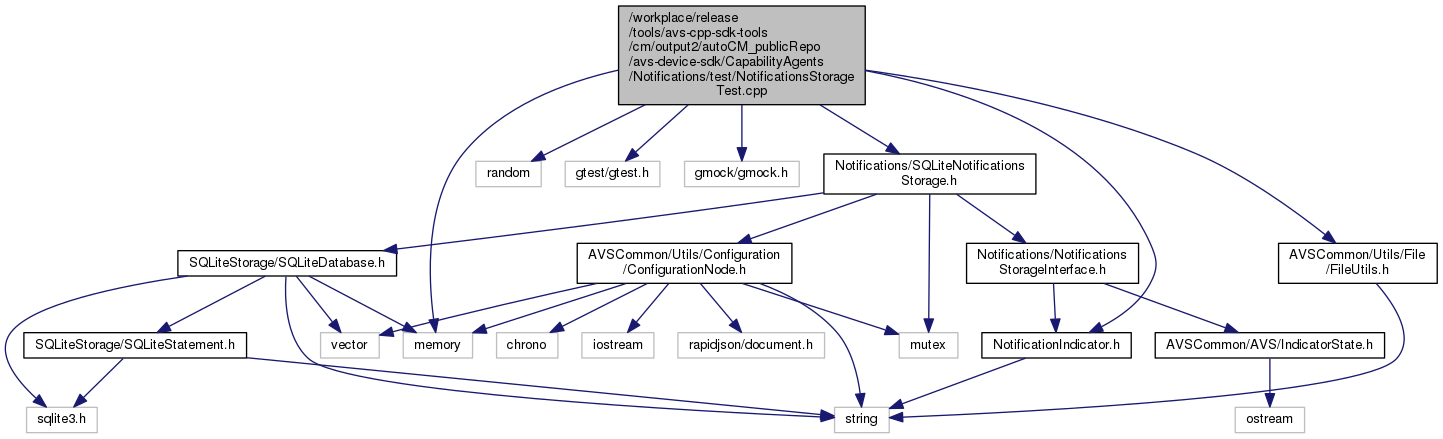 /workplace/release
/tools/avs-cpp-sdk-tools
/cm/output2/autoCM_publicRepo
/avs-device-sdk/CapabilityAgents
/Notifications/test/NotificationsStorage
Test.cpp
random
gtest/gtest.h
gmock/gmock.h
Notifications/SQLiteNotifications
Storage.h
SQLiteStorage/SQLiteDatabase.h
AVSCommon/Utils/Configuration
/ConfigurationNode.h
Notifications/Notifications
StorageInterface.h
AVSCommon/Utils/File
/FileUtils.h
SQLiteStorage/SQLiteStatement.h
vector
memory
chrono
iostream
rapidjson/document.h
mutex
NotificationIndicator.h
AVSCommon/AVS/IndicatorState.h
sqlite3.h
string
ostream